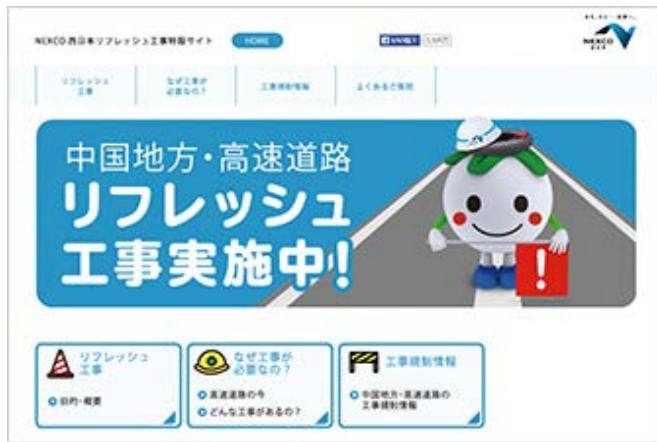 NEXCO西日本リフレッシュ工事特設サイト
HOME
NEXCO
リフレッシュ
工事
なぜ工事が
必要なの?
工事規制情報
よくあるご質問
中国地方・高速道路
リフレッシュ
工事実施中!
!
リフレッシュ
工事
目的・概要
なぜ工事が
必要なの?
高速道路の今
どんな工事があるの?
工事規制情報
中国地方・高速道路の
工事規制情報